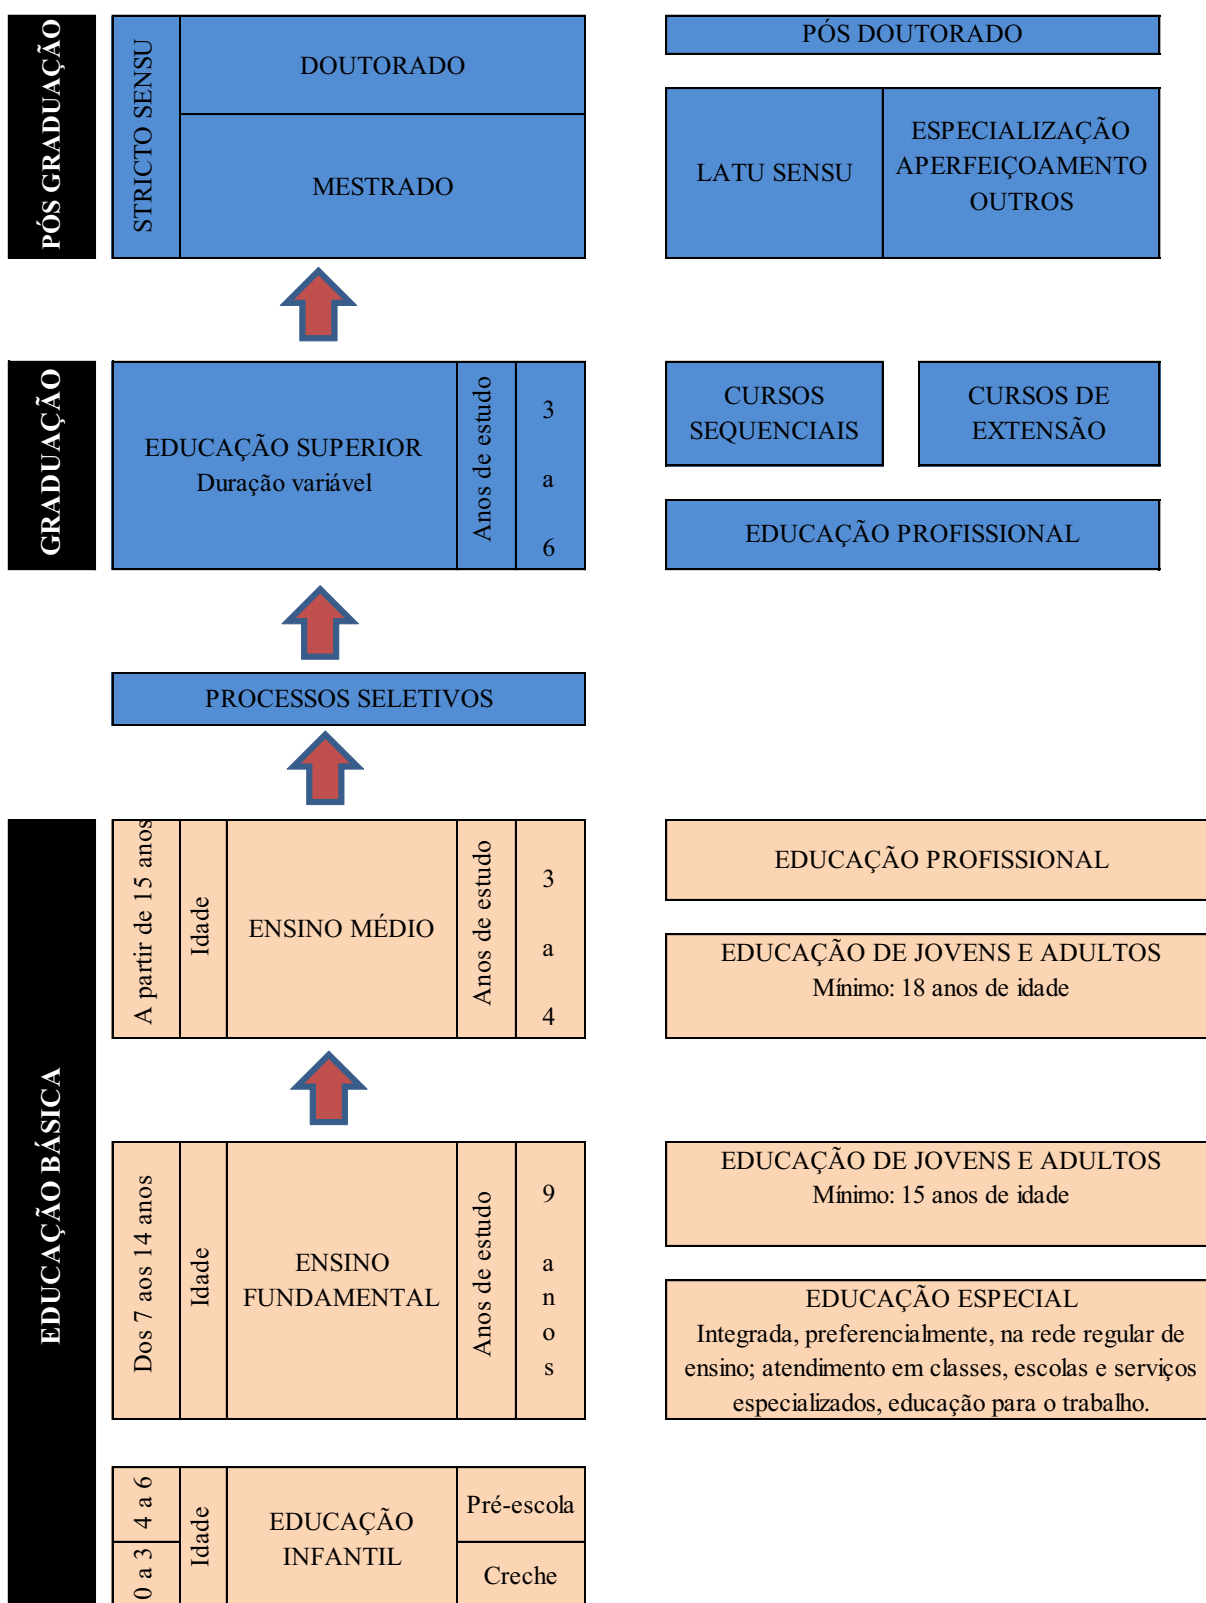 PÓS GRADUAÇÃO
STRICTO SENSU
DOUTORADO
MESTRADO
PÓS DOUTORADO
LATU SENSU
ESPECIALIZAÇÃO
APERFEIÇOAMENTO
OUTROS
GRADUAÇÃO
EDUCAÇÃO SUPERIOR
Duração variável
Anos de estudo
3
a
6
CURSOS
SEQUENCIAIS
CURSOS DE
EXTENSÃO
EDUCAÇÃO PROFISSIONAL
PROCESSOS SELETIVOS
EDUCAÇÃO BÁSICA
A partir de 15 anos
Idade
ENSINO MÉDIO
Anos de estudo
3
a
4
EDUCAÇÃO PROFISSIONAL
EDUCAÇÃO DE JOVENS E ADULTOS
Mínimo: 18 anos de idade
Dos 7 aos 14 anos
Idade
ENSINO
FUNDAMENTAL
Anos de estudo
9
a
n
o
s
EDUCAÇÃO DE JOVENS E ADULTOS
Mínimo: 15 anos de idade
EDUCAÇÃO ESPECIAL
Integrada, preferencialmente, na rede regular de
ensino; atendimento em classes, escolas e serviços
especializados, educação para o trabalho.
4 a 6
0 a 3
Idade
EDUCAÇÃO
INFANTIL
Pré-escola
Creche